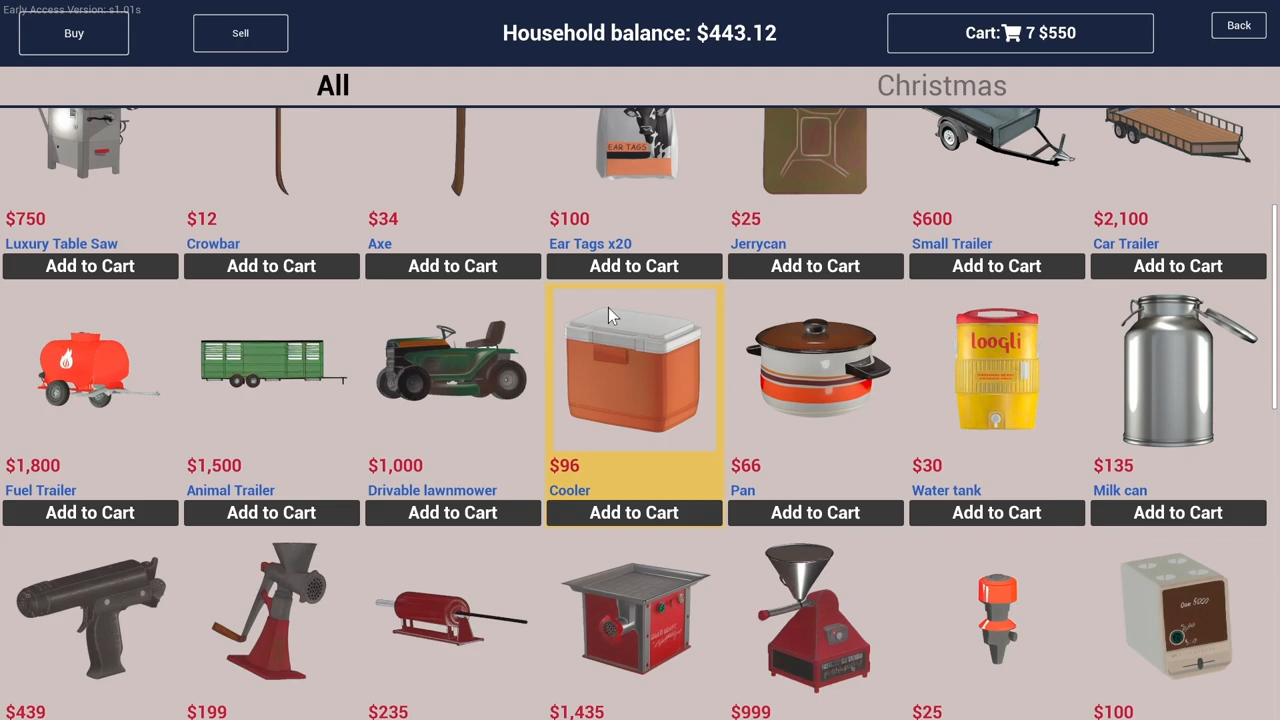 Early Access Version: s1.01s
Buy
Sell
Household balance: $443.12
Cart: 7 $550
Back
All
Christmas
EAR TAGS
$750
$12
$34
$100
$25
$600
$2,100
Luxury Table Saw
Crowbar
Axe
Ear Tags x20
Jerrycan
Small Trailer
Car Trailer
Add to Cart
Add to Cart
Add to Cart
Add to Cart
Add to Cart
Add to Cart
Add to Cart
loogli
$1,800
$1,500
$1,000
$96
$66
$30
$135
Fuel Trailer
Animal Trailer
Drivable lawnmower
Cooler
Pan
Water tank
Milk can
Add to Cart
Add to Cart
Add to Cart
Add to Cart
Add to Cart
Add to Cart
Add to Cart
$439
$199
$235
$1,435
$999
$25
$100